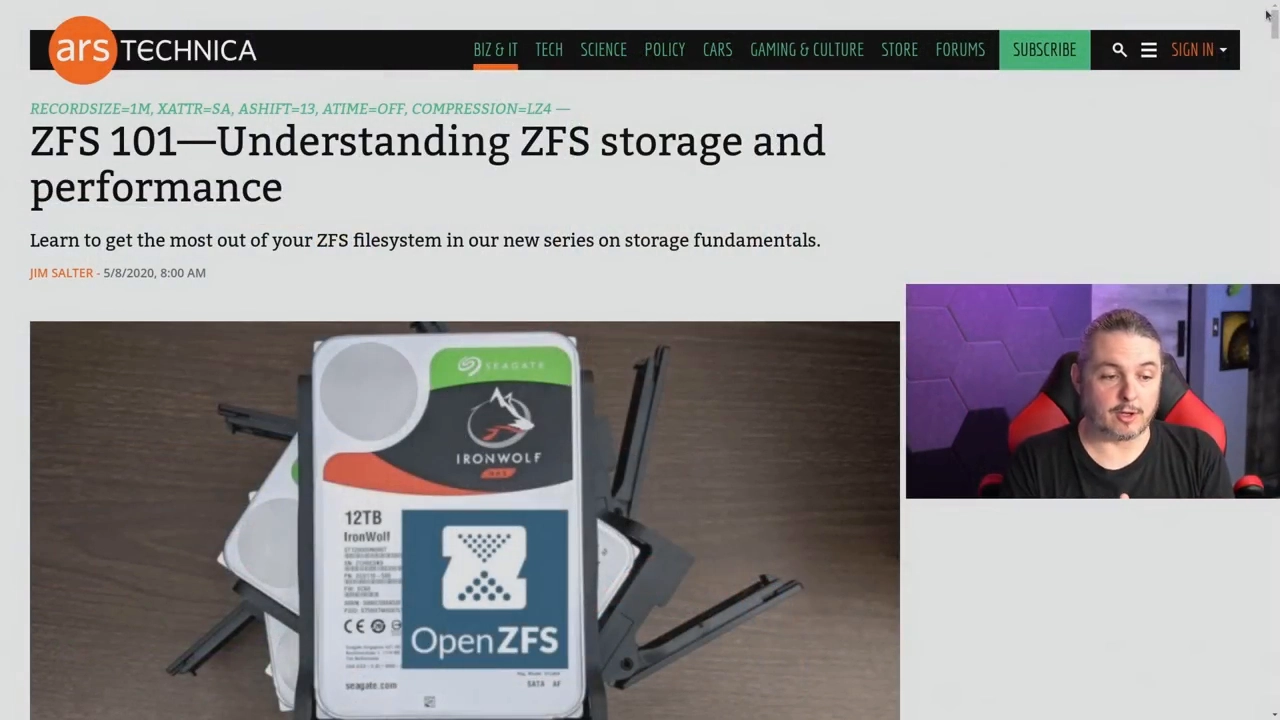 ars TECHNICA
BIZ & IT TECH SCIENCE POLICY CARS GAMING & CULTURE STORE FORUMS SUBSCRIBE SIGN IN
RECORDSIZE=1M, XATTR=SA, ASHIFT=13, ATIME=OFF, COMPRESSION=LZ4 —
ZFS 101—Understanding ZFS storage and
performance
Learn to get the most out of your ZFS filesystem in our new series on storage fundamentals.
JIM SALTER - 5/8/2020, 8:00 AM
SEAGATE
IRONWOLF
NAS
12TB
IronWolf
OpenZFS
seagate.com
SATA AF